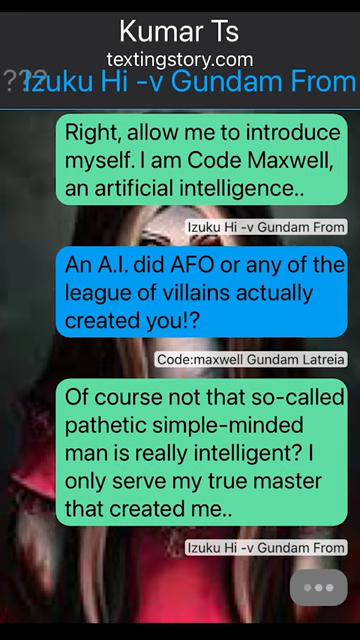 Kumar Ts
textingstory.com
???
Izuku Hi -v Gundam From
Right, allow me to introduce
myself. I am Code Maxwell,
an artificial intelligence..
Izuku Hi -v Gundam From
An A.I. did AFO or any of the
league of villains actually
created you!?
Code:maxwell Gundam Latreia
Of course not that so-called
pathetic simple-minded
man is really intelligent? I
only serve my true master
that created me..
Izuku Hi -v Gundam From